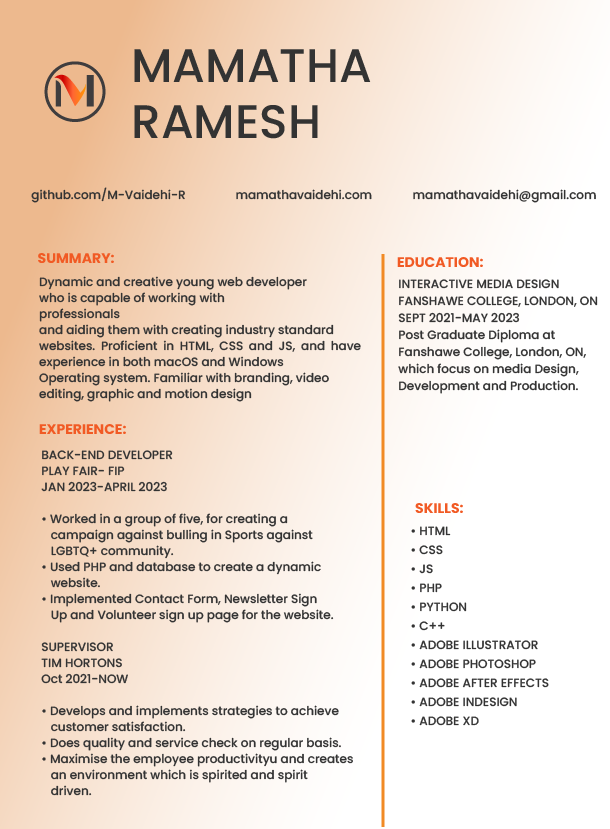 M
MAMATHA
RAMESH
github.com/M-Vaidehi-R
mamathavaidehi.com
mamathavaidehi@gmail.com
SUMMARY:
Dynamic and creative young web developer
who is capable of working with
professionals
and aiding them with creating industry standard
websites. Proficient in HTML, CSS and JS, and have
experience in both macOS and Windows
Operating system. Familiar with branding, video
editing, graphic and motion design
EXPERIENCE:
BACK-END DEVELOPER
PLAY FAIR- FIP
JAN 2023-APRIL 2023
• Worked in a group of five, for creating a
campaign against bulling in Sports against
LGBTQ+ community.
• Used PHP and database to create a dynamic
website.
• Implemented Contact Form, Newsletter Sign
Up and Volunteer sign up page for the website.
SUPERVISOR
TIM HORTONS
Oct 2021-NOW
• Develops and implements strategies to achieve
customer satisfaction.
• Does quality and service check on regular basis.
• Maximise the employee productivityu and creates
an environment which is spirited and spirit
driven.
EDUCATION:
INTERACTIVE MEDIA DESIGN
FANSHAWE COLLEGE, LONDON, ON
SEPT 2021-MAY 2023
Post Graduate Diploma at
Fanshawe College, London, ON,
which focus on media Design,
Development and Production.
SKILLS:
• HTML
• CSS
• JS
• PHP
• PYTHON
• C++
• ADOBE ILLUSTRATOR
• ADOBE PHOTOSHOP
• ADOBE AFTER EFFECTS
• ADOBE INDESIGN
• ADOBE XD